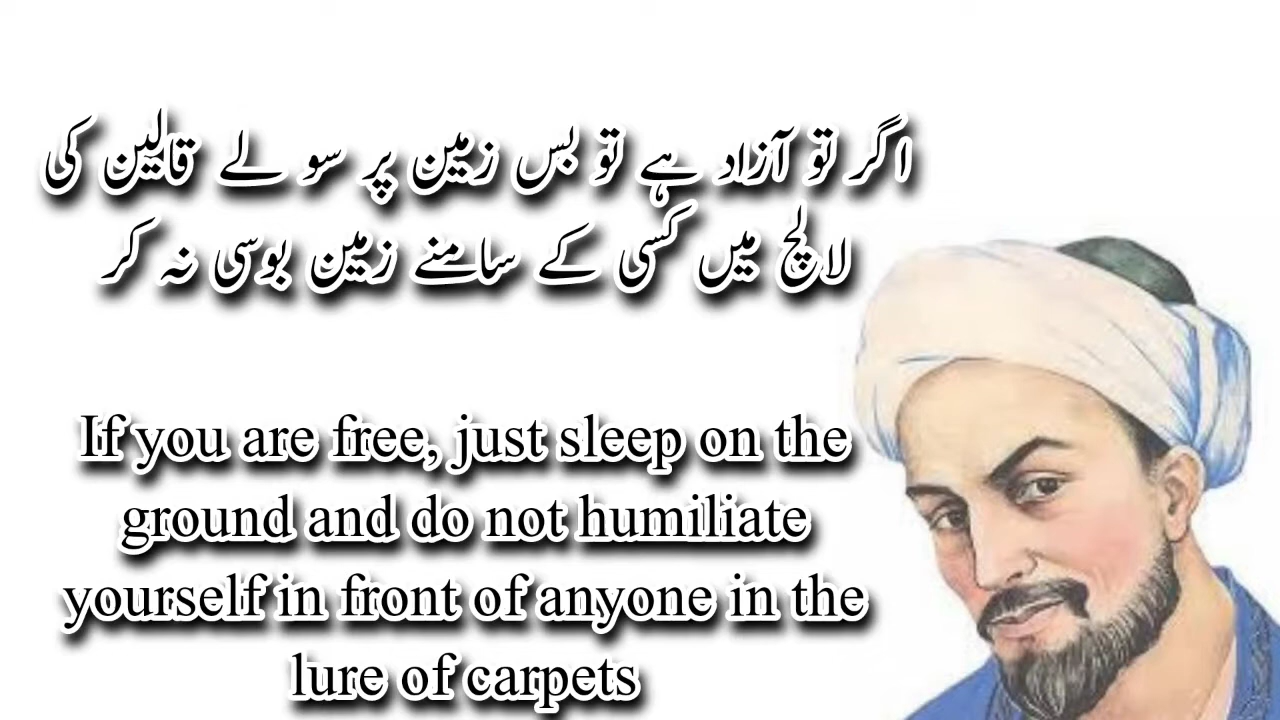 اگر تو آزاد ہے تو بس زمین پر سو لے قالین کی
لالچ میں کسی کے سامنے زمین بوسی نہ کر
If you are free, just sleep on the
ground and do not humiliate
yourself in front of anyone in the
lure of carpets